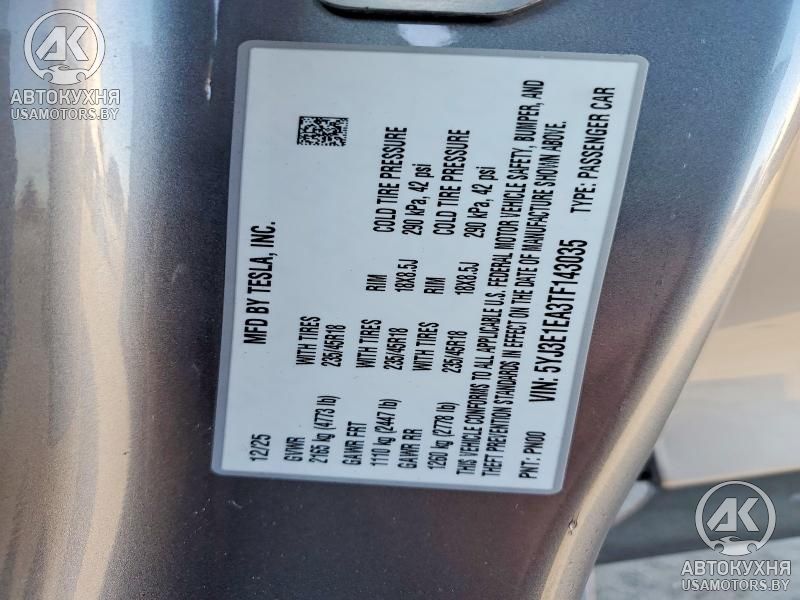 AK
АВТОКУХНЯ
USAMOTORS.BY
MFD BY TESLA, INC.
12/25
GVWR WITH TIRES RIM COLD TIRE PRESSURE
2165 kg (4773 lb) 235/45R18 18X8.5J 290 kPa, 42 psi
GAWR FRT WITH TIRES RIM COLD TIRE PRESSURE
1110 kg (2447 lb) 235/45R18 18X8.5J 290 kPa, 42 psi
GAWR RR
1260 kg (2778 lb)
THIS VEHICLE CONFORMS TO ALL APPLICABLE U.S. FEDERAL MOTOR VEHICLE SAFETY, BUMPER, AND
THEFT PREVENTION STANDARDS IN EFFECT ON THE DATE OF MANUFACTURE SHOWN ABOVE.
PNT: PN00 VIN: 5YJ3E1EA3TF143035 TYPE: PASSENGER CAR
AK
АВТОКУХНЯ
USAMOTORS.BY